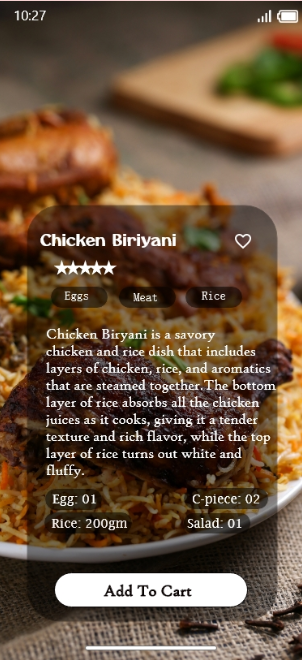 10:27
Chicken Biriyani
Eggs Meat Rice
Chicken Biryani is a savory
chicken and rice dish that includes
layers of chicken, rice, and aromatics
that are steamed together.The bottom
layer of rice absorbs all the chicken
juices as it cooks, giving it a tender
texture and rich flavor, while the top
layer of rice turns out white and
fluffy.
Egg: 01 C-piece: 02
Rice: 200gm Salad: 01
Add To Cart